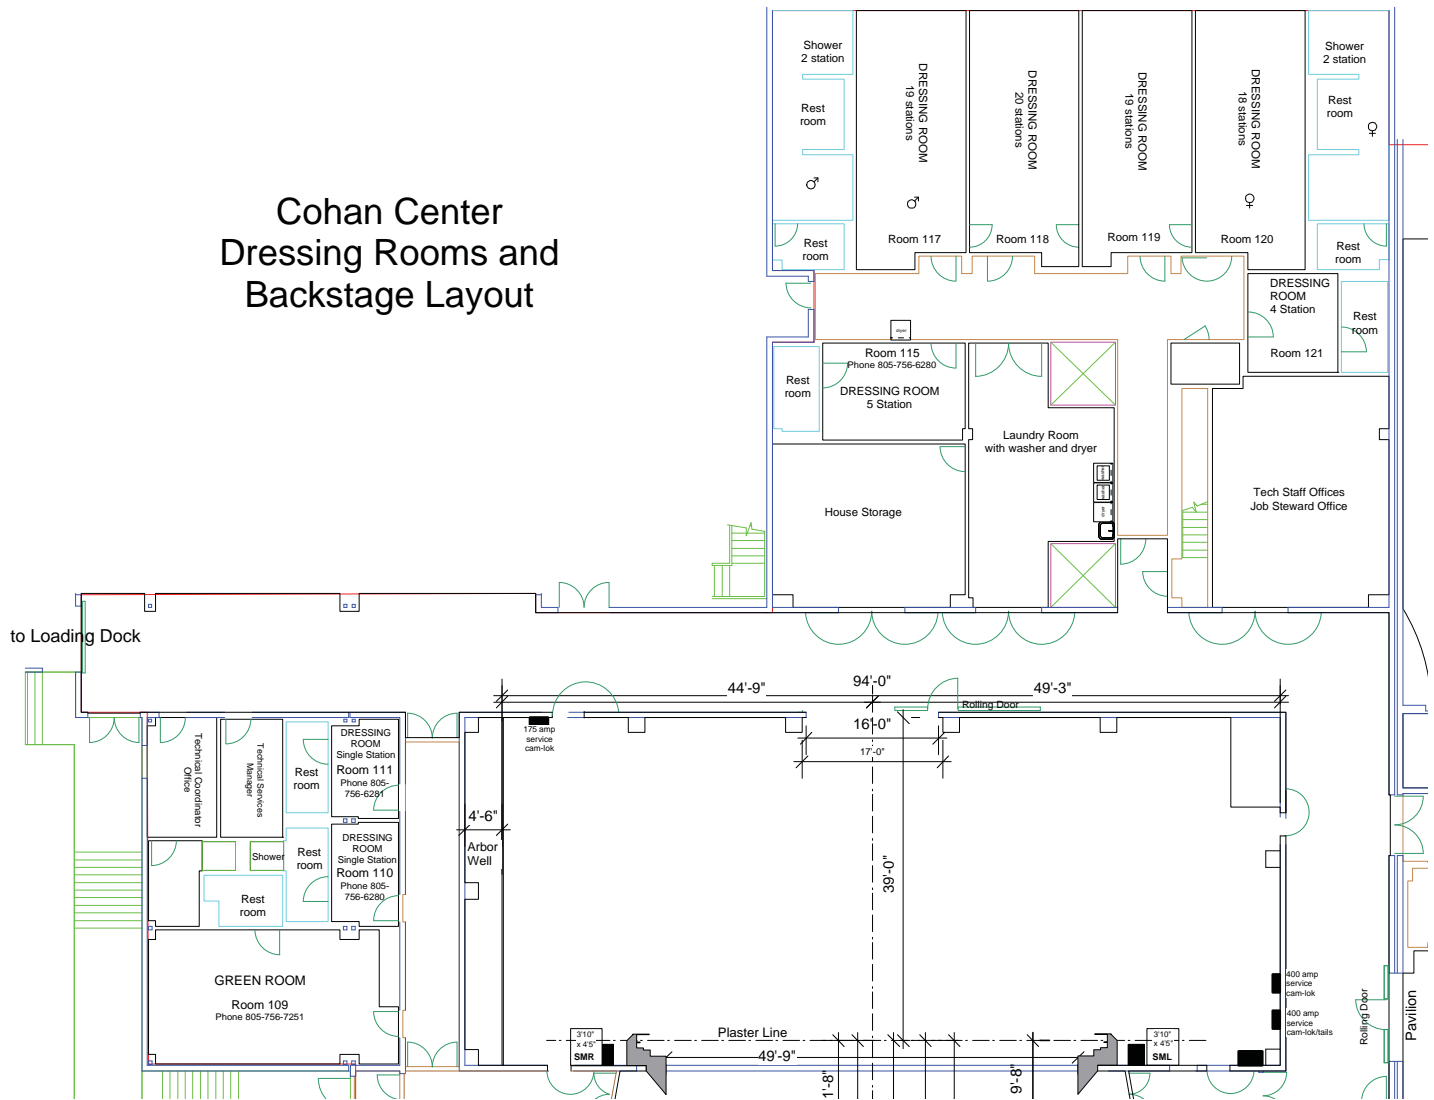 Cohan Center
Dressing Rooms and
Backstage Layout
Shower
2 station
Rest
room
♂
Rest
room
DRESSING ROOM
19 stations
♂
Room 117
DRESSING ROOM
20 stations
Room 118
DRESSING ROOM
19 stations
Room 119
DRESSING ROOM
18 stations
♀
Room 120
Shower
2 station
Rest
room
♀
Rest
room
DRESSING
ROOM
4 Station
Room 121
Rest
room
dryer
Room 115
Phone 805-756-6280
DRESSING ROOM
5 Station
Rest
room
Laundry Room
with washer and dryer
House Storage
Tech Staff Offices
Job Steward Office
to Loading Dock
44'-9"
94'-0"
49'-3"
Rolling Door
16'-0"
17'-0"
175 amp
service
cam-lok
Technical Coordinator
Office
Technical Services
Manager
Rest
room
DRESSING
ROOM
Single Station
Room 111
Phone 805-
756-6281
4'-6"
Arbor
Well
Shower
Rest
room
DRESSING
ROOM
Single Station
Room 110
Phone 805-
756-6280
Rest
room
39'-0"
GREEN ROOM
Room 109
Phone 805-756-7251
400 amp
service
cam-lok
400 amp
service
cam-lok/tails
Rolling Door
Pavilion
3'10"
x 4'5"
SMR
Plaster Line
49'-9"
3'10"
x 4'5"
SML
1'-8"
9'-8"